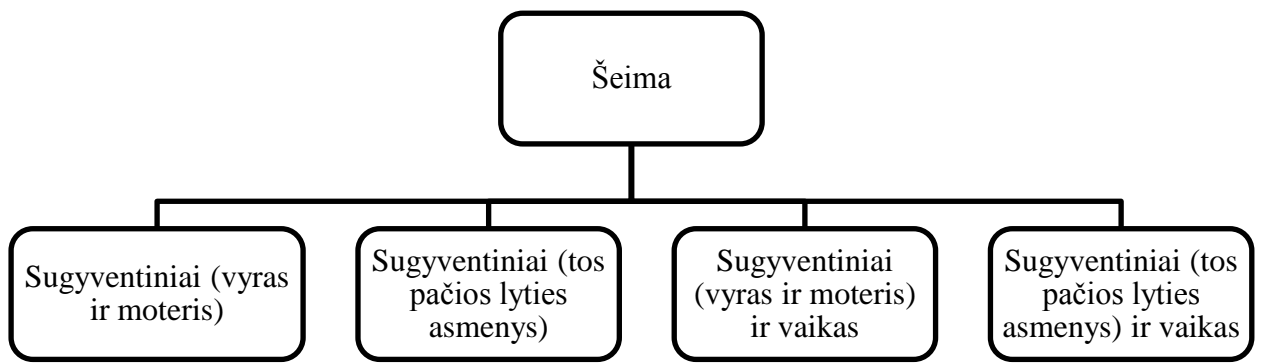 Šeima
Sugyventiniai (vyras
ir moteris)
Sugyventiniai (tos
pačios lyties
asmenys)
Sugyventiniai
(vyras ir moteris)
ir vaikas
Sugyventiniai (tos
pačios lyties
asmenys) ir vaikas